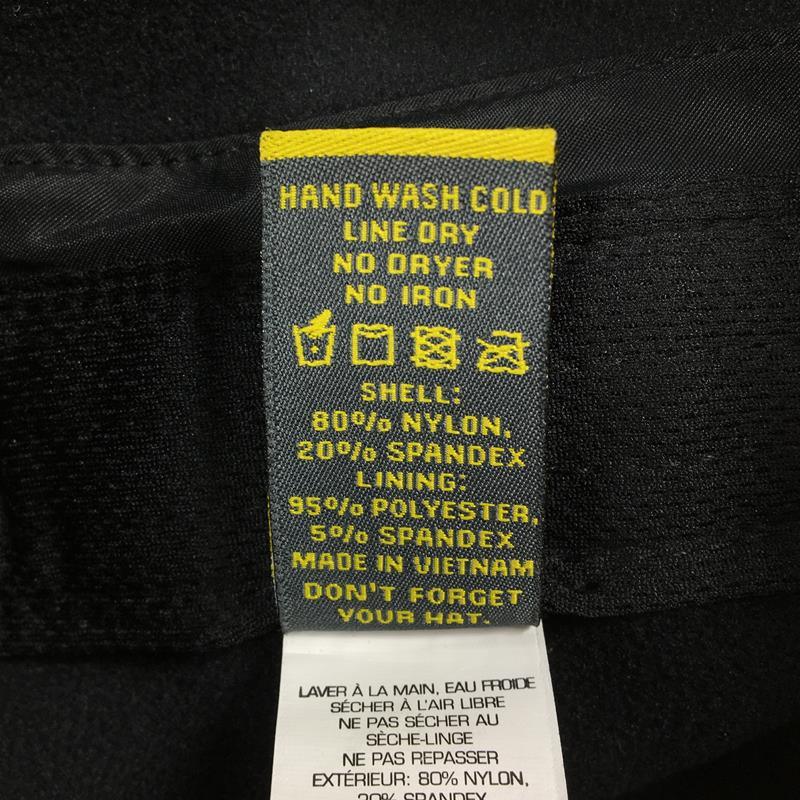 HAND WASH COLD
LINE DRY
NO DRYER
NO IRON
SHELL:
80% NYLON,
20% SPANDEX
LINING:
95% POLYESTER,
5% SPANDEX
MADE IN VIETNAM
DON'T FORGET
YOUR HAT.
LAVER À LA MAIN, EAU FROIDE
SÉCHER À L'AIR LIBRE
NE PAS SÉCHER AU
SÈCHE-LINGE
NE PAS REPASSER
EXTÉRIEUR: 80% NYLON,
20% SPANDEX